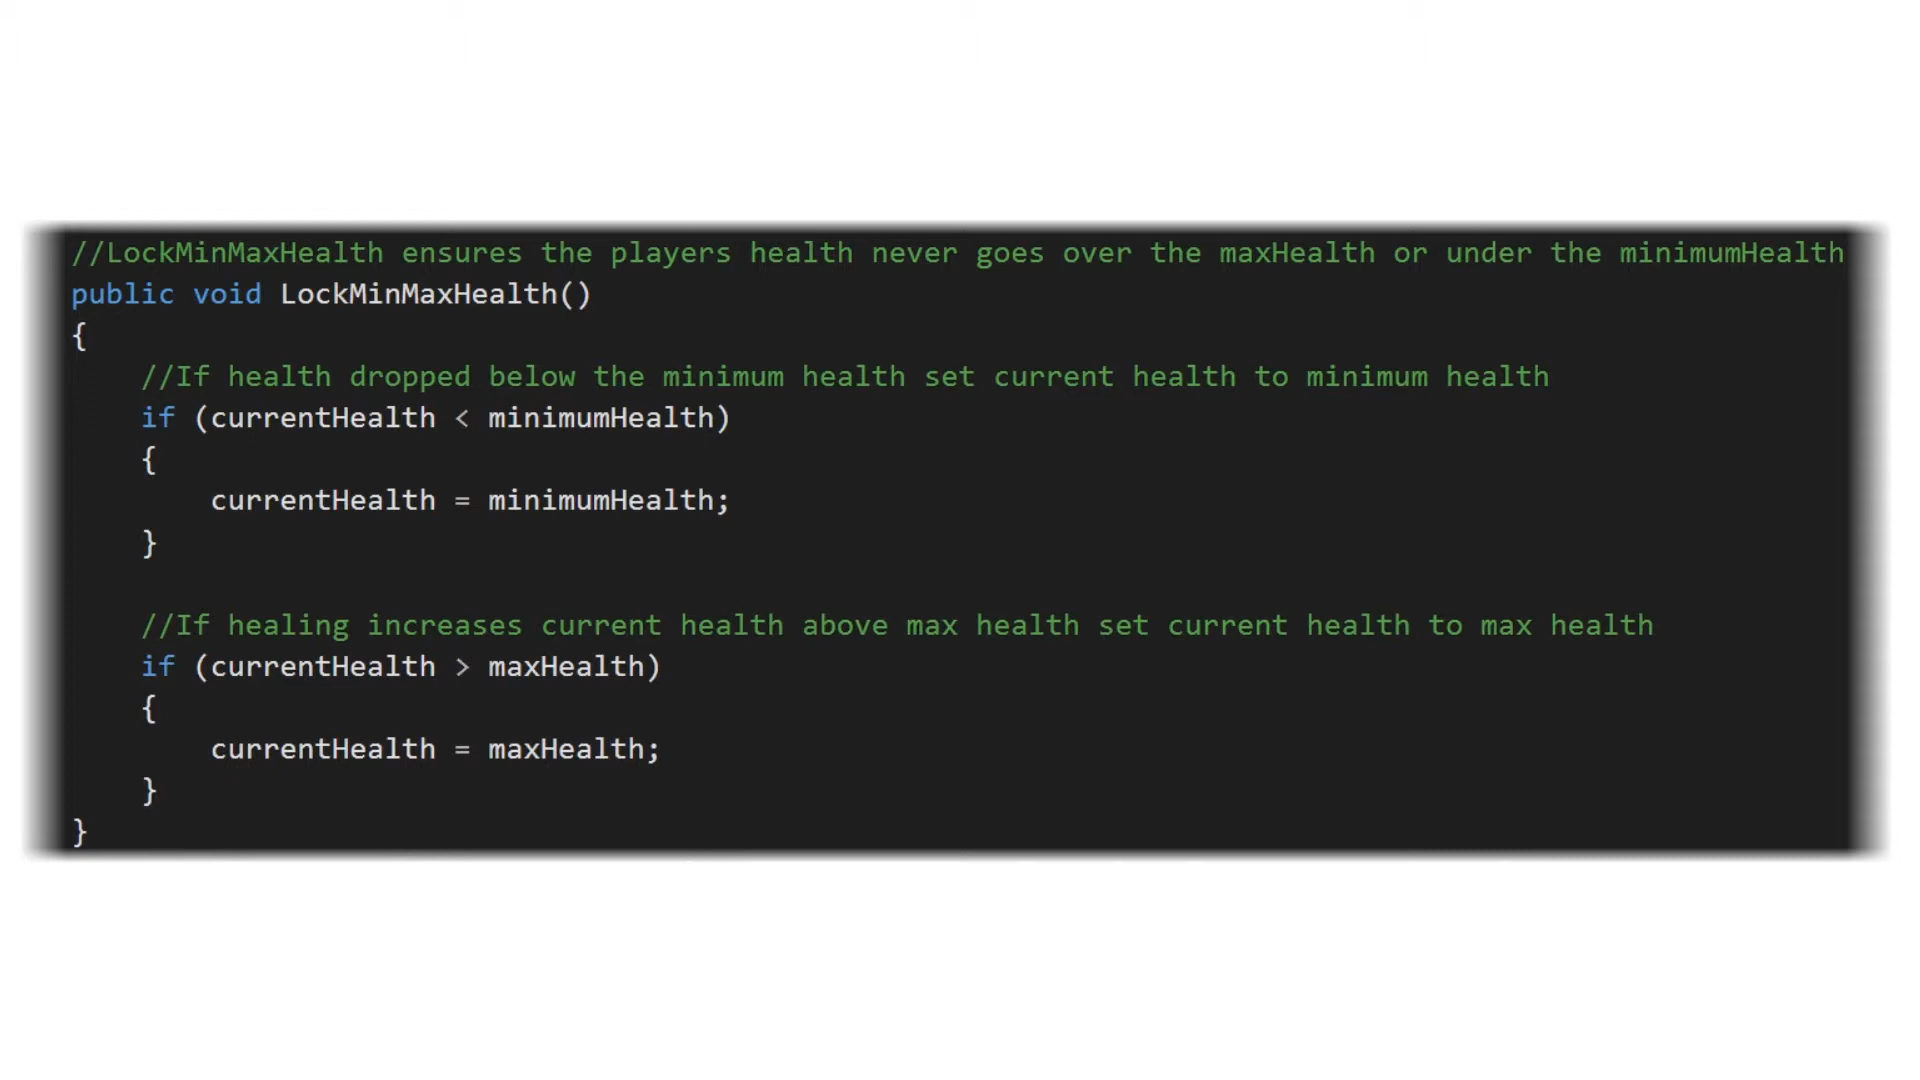 //LockMinMaxHealth ensures the players health never goes over the maxHealth or under the minimumHealth
public void LockMinMaxHealth()
{
    //If health dropped below the minimum health set current health to minimum health
    if (currentHealth < minimumHealth)
    {
        currentHealth = minimumHealth;
    }

    //If healing increases current health above max health set current health to max health
    if (currentHealth > maxHealth)
    {
        currentHealth = maxHealth;
    }
}